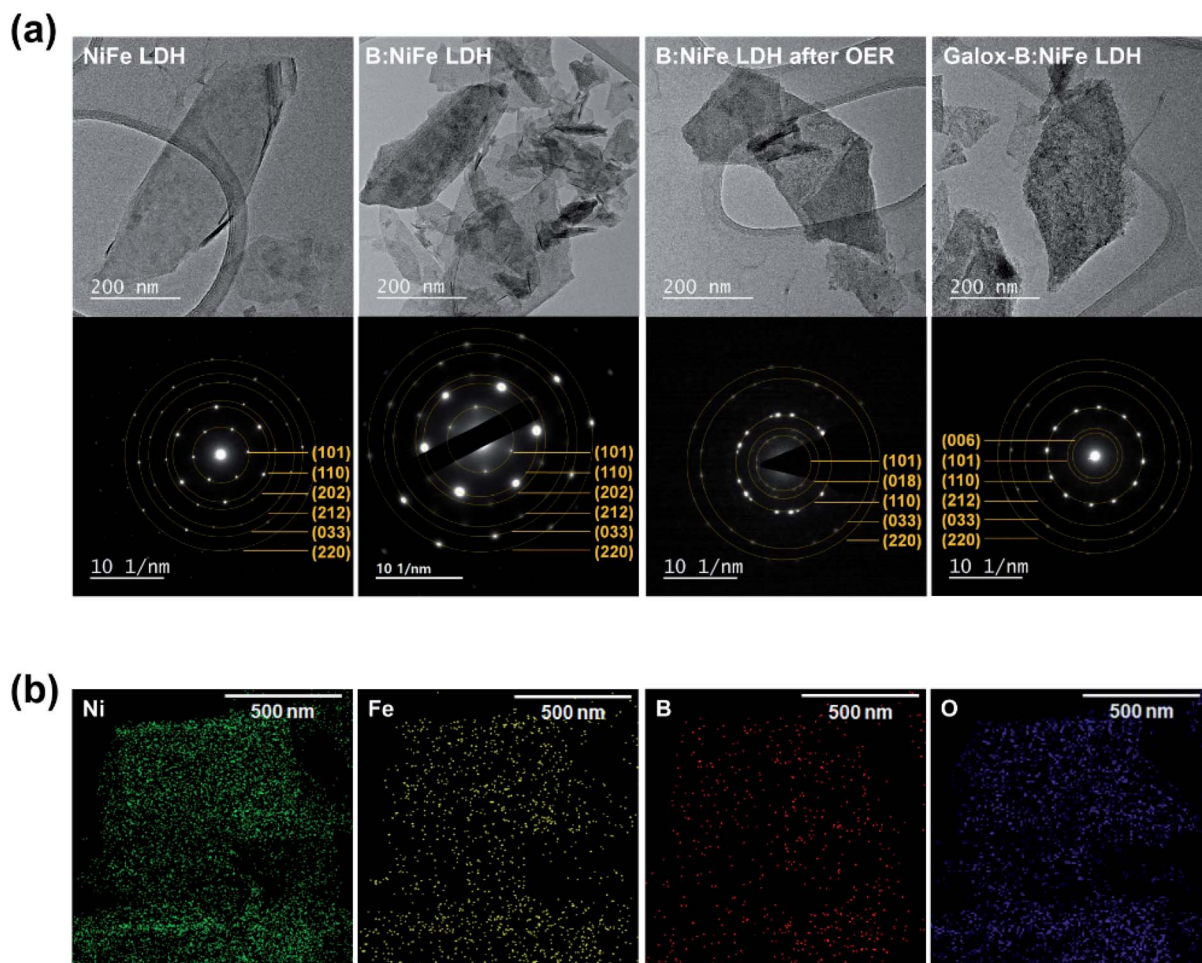 (a)
NiFe LDH
B:NiFe LDH
B:NiFe LDH after OER
Galox-B:NiFe LDH
200 nm
200 nm
200 nm
200 nm
(101)
(110)
(202)
(212)
(033)
(220)
10 1/nm
(101)
(110)
(202)
(212)
(033)
(220)
10 1/nm
(101)
(018)
(110)
(033)
(220)
10 1/nm
(006)
(101)
(110)
(212)
(033)
(220)
10 1/nm
(b)
Ni
500 nm
Fe
500 nm
B
500 nm
O
500 nm